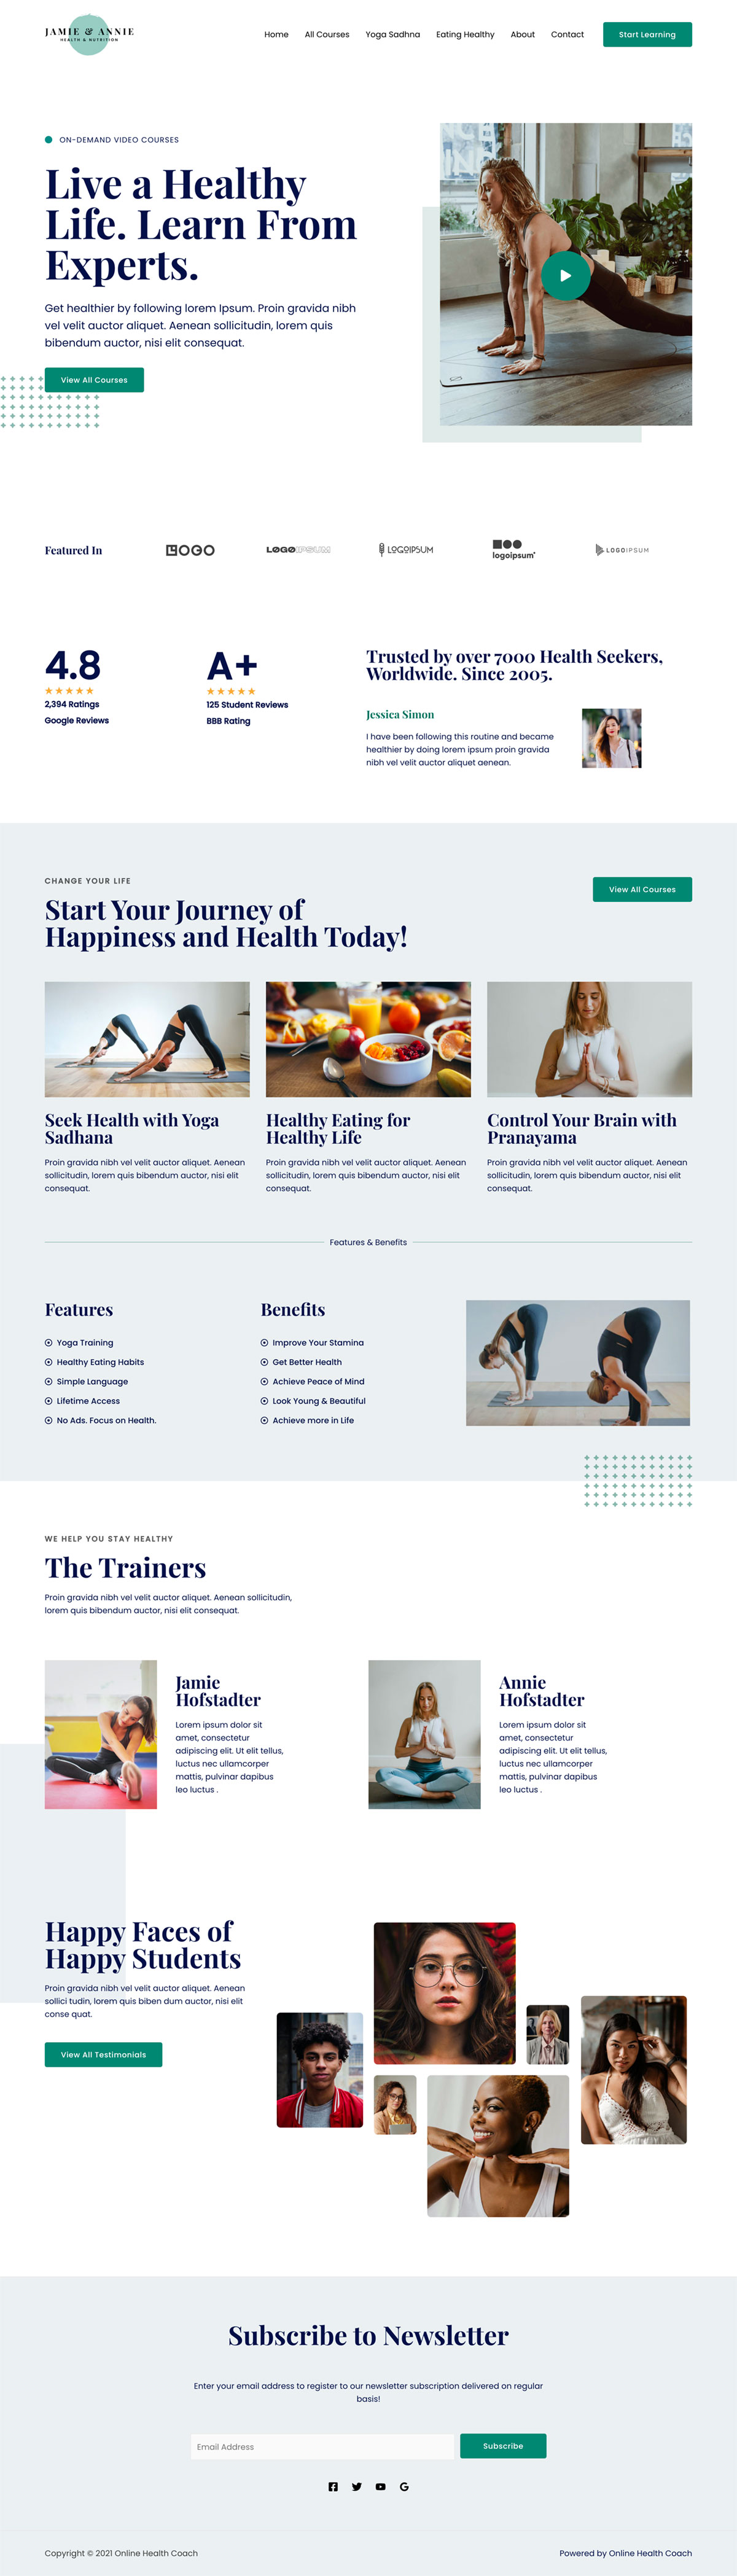 JAMIE & ANNIE
HEALTH & NUTRITION
Home
All Courses
Yoga Sadhna
Eating Healthy
About
Contact
Start Learning
ON-DEMAND VIDEO COURSES
Live a Healthy
Life. Learn From
Experts.
Get healthier by following lorem Ipsum. Proin gravida nibh
vel velit auctor aliquet. Aenean sollicitudin, lorem quis
bibendum auctor, nisi elit consequat.
View All Courses
Featured In
LOGO
LOGOIPSUM
LOGOIPSUM
logoipsum
LOGOIPSUM
4.8
2,394 Ratings
Google Reviews
A+
125 Student Reviews
BBB Rating
Trusted by over 7000 Health Seekers,
Worldwide. Since 2005.
Jessica Simon
I have been following this routine and became
healthier by doing lorem ipsum proin gravida
nibh vel velit auctor aliquet aenean.
CHANGE YOUR LIFE
Start Your Journey of
Happiness and Health Today!
View All Courses
Seek Health with Yoga
Sadhana
Proin gravida nibh vel velit auctor aliquet. Aenean
sollicitudin, lorem quis bibendum auctor, nisi elit
consequat.
Healthy Eating for
Healthy Life
Proin gravida nibh vel velit auctor aliquet. Aenean
sollicitudin, lorem quis bibendum auctor, nisi elit
consequat.
Control Your Brain with
Pranayama
Proin gravida nibh vel velit auctor aliquet. Aenean
sollicitudin, lorem quis bibendum auctor, nisi elit
consequat.
Features & Benefits
Features
Yoga Training
Healthy Eating Habits
Simple Language
Lifetime Access
No Ads. Focus on Health.
Benefits
Improve Your Stamina
Get Better Health
Achieve Peace of Mind
Look Young & Beautiful
Achieve more in Life
WE HELP YOU STAY HEALTHY
The Trainers
Proin gravida nibh vel velit auctor aliquet. Aenean sollicitudin,
lorem quis bibendum auctor, nisi elit consequat.
Jamie
Hofstadter
Lorem ipsum dolor sit
amet, consectetur
adipiscing elit. Ut elit tellus,
luctus nec ullamcorper
mattis, pulvinar dapibus
leo luctus .
Annie
Hofstadter
Lorem ipsum dolor sit
amet, consectetur
adipiscing elit. Ut elit tellus,
luctus nec ullamcorper
mattis, pulvinar dapibus
leo luctus .
Happy Faces of
Happy Students
Proin gravida nibh vel velit auctor aliquet. Aenean
sollici tudin, lorem quis biben dum auctor, nisi elit
conse quat.
View All Testimonials
Subscribe to Newsletter
Enter your email address to register to our newsletter subscription delivered on regular
basis!
Email Address
Subscribe
Copyright © 2021 Online Health Coach
Powered by Online Health Coach